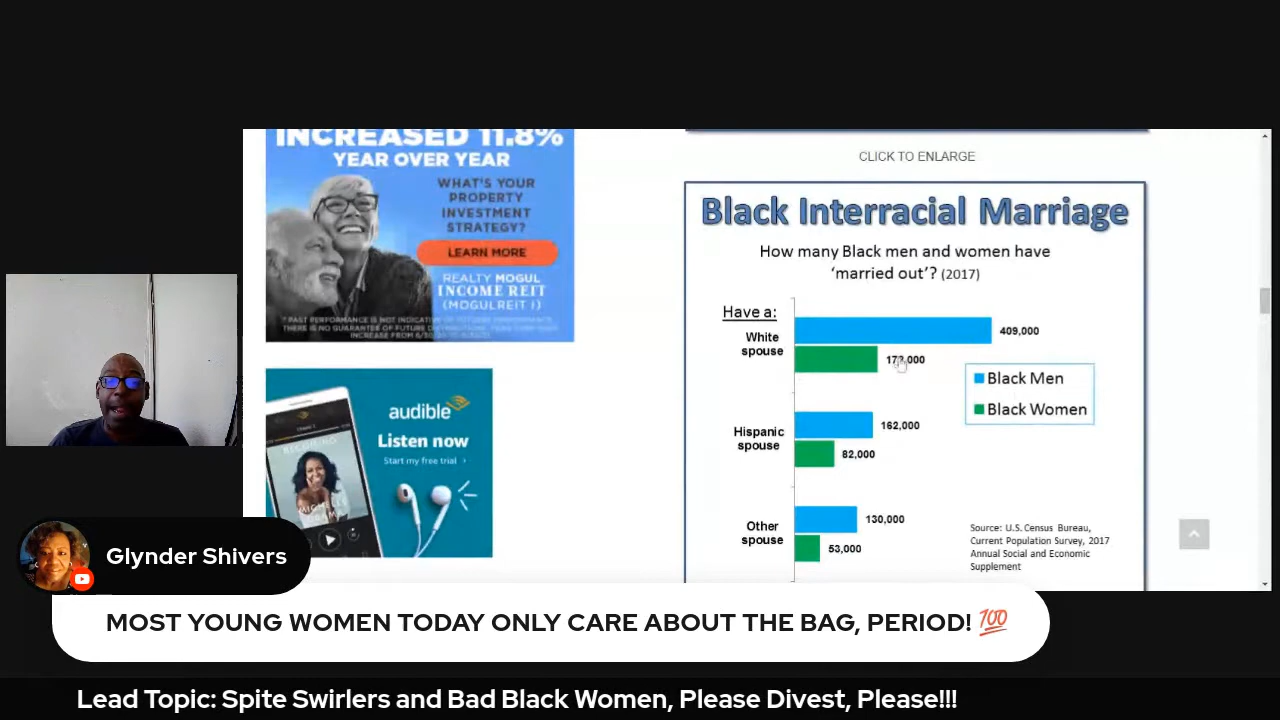 INCREASED 11.8%
YEAR OVER YEAR
WHAT'S YOUR
PROPERTY
INVESTMENT
STRATEGY?
LEARN MORE
REALTY MOGUL
INCOME REIT
(MOGULREIT I)
audible
Listen now
Start my free trial ›
CLICK TO ENLARGE
Black Interracial Marriage
How many Black men and women have
'married out'? (2017)
Have a:
White
spouse
409,000
Black Men
Black Women
Hispanic
spouse
162,000
82,000
Other
spouse
130,000
53,000
Source: U.S. Census Bureau,
Current Population Survey, 2017
Annual Social and Economic
Supplement
Glynder Shivers
MOST YOUNG WOMEN TODAY ONLY CARE ABOUT THE BAG, PERIOD! 💯
Lead Topic: Spite Swirlers and Bad Black Women, Please Divest, Please!!!